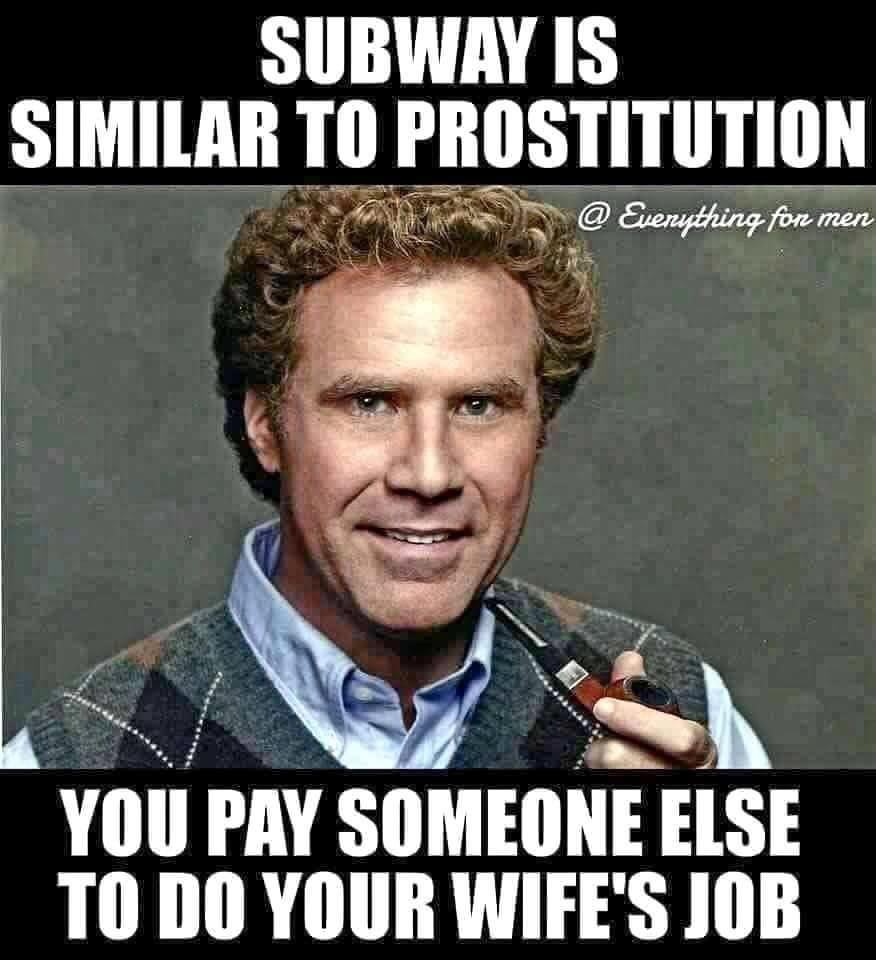 SUBWAY IS
SIMILAR TO PROSTITUTION
@ Everything for men
YOU PAY SOMEONE ELSE
TO DO YOUR WIFE'S JOB